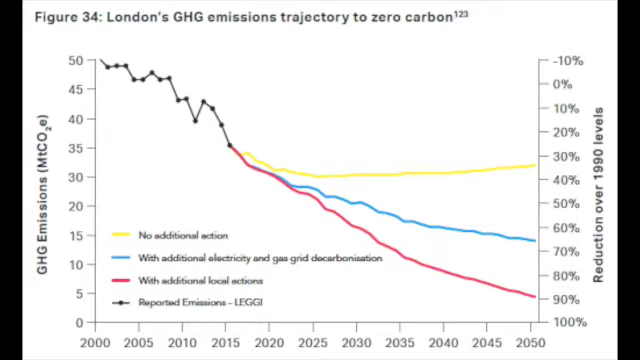 Figure 34: London's GHG emissions trajectory to zero carbon¹²³
50
45
40
35
30
25
20
15
10
5
0
GHG Emissions (MtCO₂e)
-10%
0%
10%
20%
30%
40%
50%
60%
70%
80%
90%
100%
Reduction over 1990 levels
No additional action
With additional electricity and gas grid decarbonisation
With additional local actions
Reported Emissions - LEGGI
2000 2005 2010 2015 2020 2025 2030 2035 2040 2045 2050